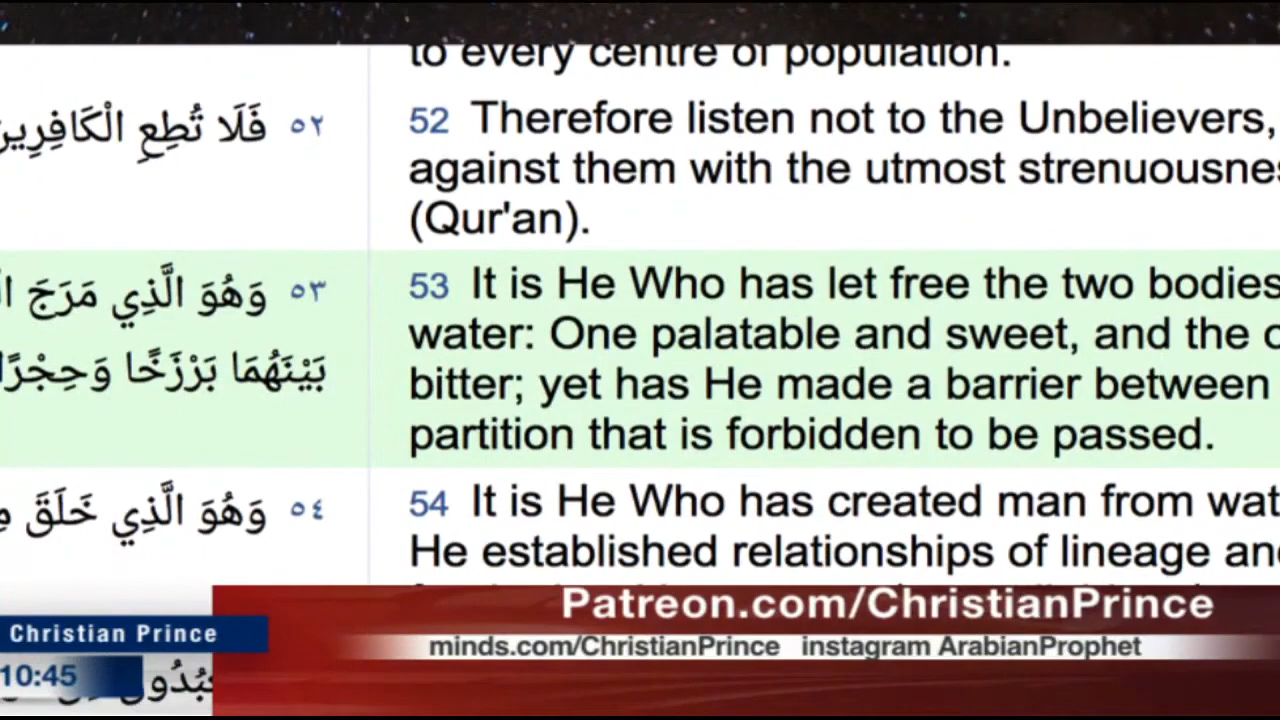 to every centre of population.
٥٢ فَلَا تُطِعِ الْكَافِرِين
52 Therefore listen not to the Unbelievers,
against them with the utmost strenuousne
(Qur'an).
٥٣ وَهُوَ الَّذِي مَرَجَ
بَيْنَهُمَا بَرْزَخًا وَحِجْرًا
53 It is He Who has let free the two bodies
water: One palatable and sweet, and the o
bitter; yet has He made a barrier between
partition that is forbidden to be passed.
٥٤ وَهُوَ الَّذِي خَلَقَ
54 It is He Who has created man from wat
He established relationships of lineage and
Patreon.com/ChristianPrince
Christian Prince
minds.com/ChristianPrince instagram ArabianProphet
10:45